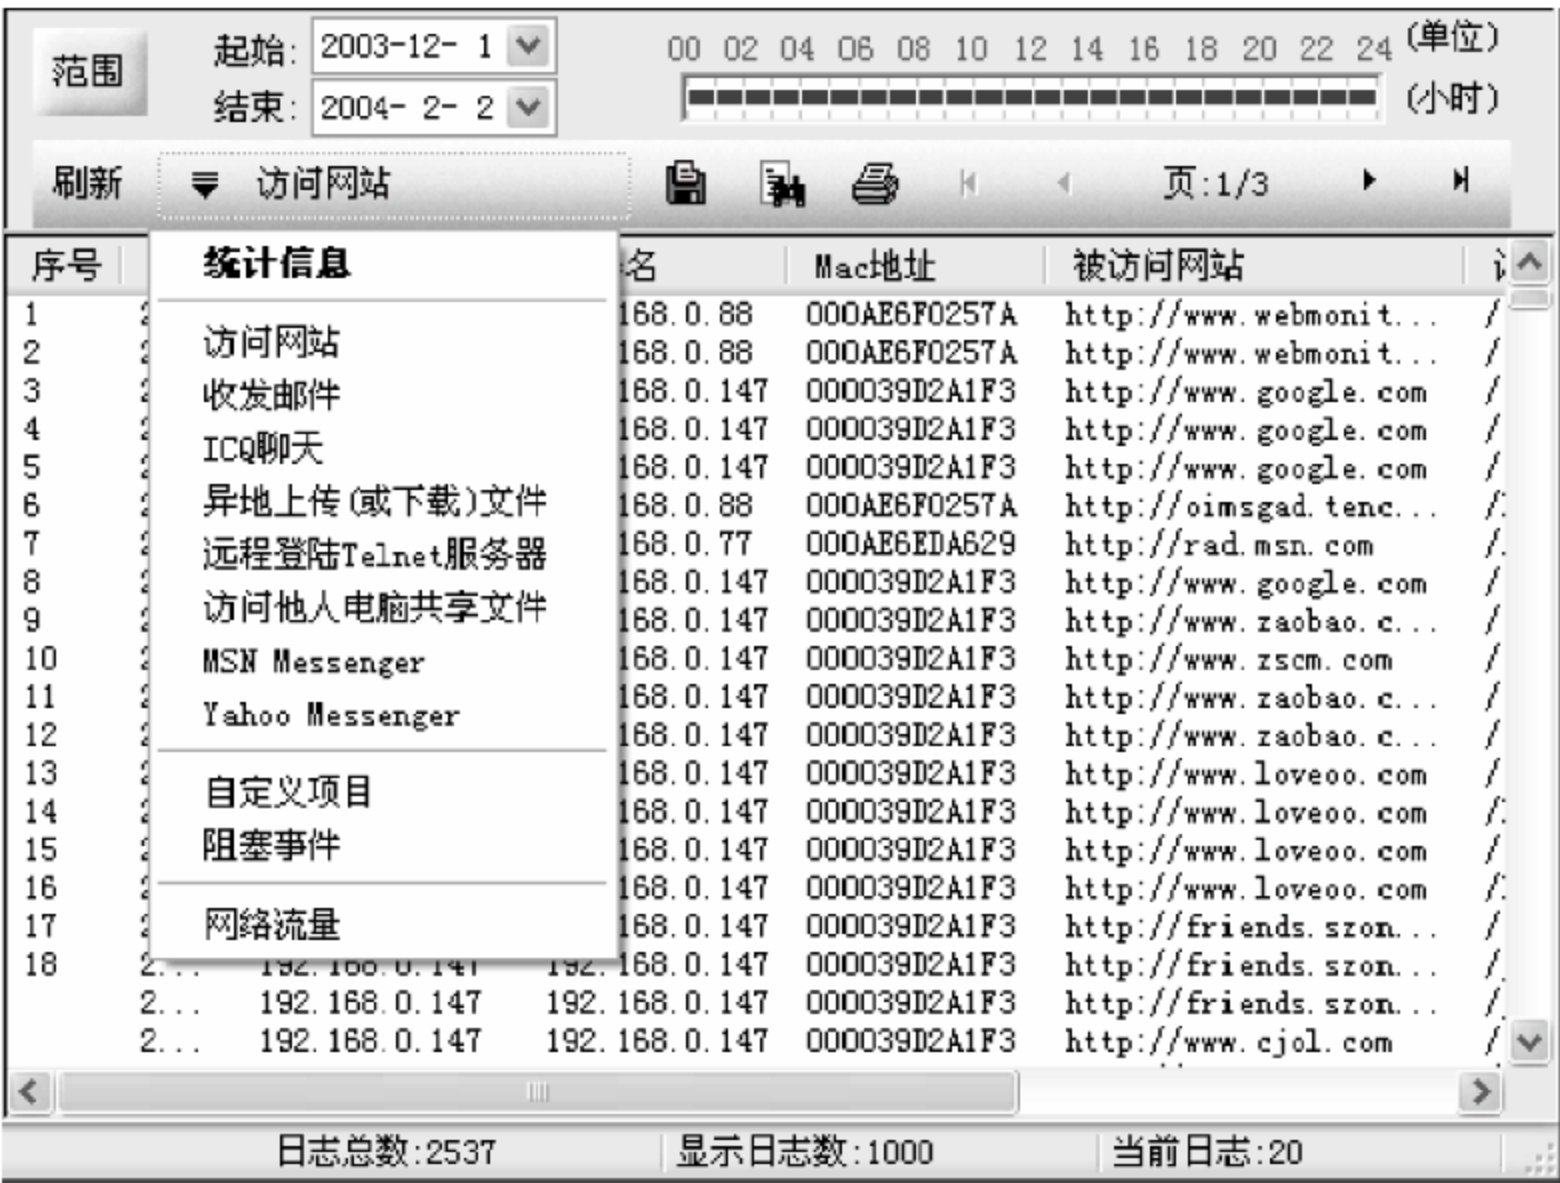 范围 起始: 2003-12- 1 00 02 04 06 08 10 12 14 16 18 20 22 24 (单位)
结束: 2004- 2- 2 (小时)
刷新 访问网站 页:1/3
序号 名 Mac地址 被访问网站
统计信息
访问网站
收发邮件
ICQ聊天
异地上传(或下载)文件
远程登陆Telnet服务器
访问他人电脑共享文件
MSN Messenger
Yahoo Messenger
自定义项目
阻塞事件
网络流量
1 168.0.88 000AE6F0257A http://www.webmonit... /
2 168.0.88 000AE6F0257A http://www.webmonit... /
3 168.0.147 000039D2A1F3 http://www.google.com /
4 168.0.147 000039D2A1F3 http://www.google.com /
5 168.0.147 000039D2A1F3 http://www.google.com /
6 168.0.88 000AE6F0257A http://oimsgad.tenc... /
7 168.0.77 000AE6EDA629 http://rad.msn.com /
8 168.0.147 000039D2A1F3 http://www.google.com /
9 168.0.147 000039D2A1F3 http://www.zaobao.c... /
10 168.0.147 000039D2A1F3 http://www.zscm.com /
11 168.0.147 000039D2A1F3 http://www.zaobao.c... /
12 168.0.147 000039D2A1F3 http://www.zaobao.c... /
13 168.0.147 000039D2A1F3 http://www.loveoo.com /
14 168.0.147 000039D2A1F3 http://www.loveoo.com /
15 168.0.147 000039D2A1F3 http://www.loveoo.com /
16 168.0.147 000039D2A1F3 http://www.loveoo.com /
17 168.0.147 000039D2A1F3 http://friends.szon... /
18 2... 192.168.0.147 192.168.0.147 000039D2A1F3 http://friends.szon... /
2... 192.168.0.147 192.168.0.147 000039D2A1F3 http://friends.szon... /
2... 192.168.0.147 192.168.0.147 000039D2A1F3 http://www.cjol.com /
日志总数:2537 显示日志数:1000 当前日志:20